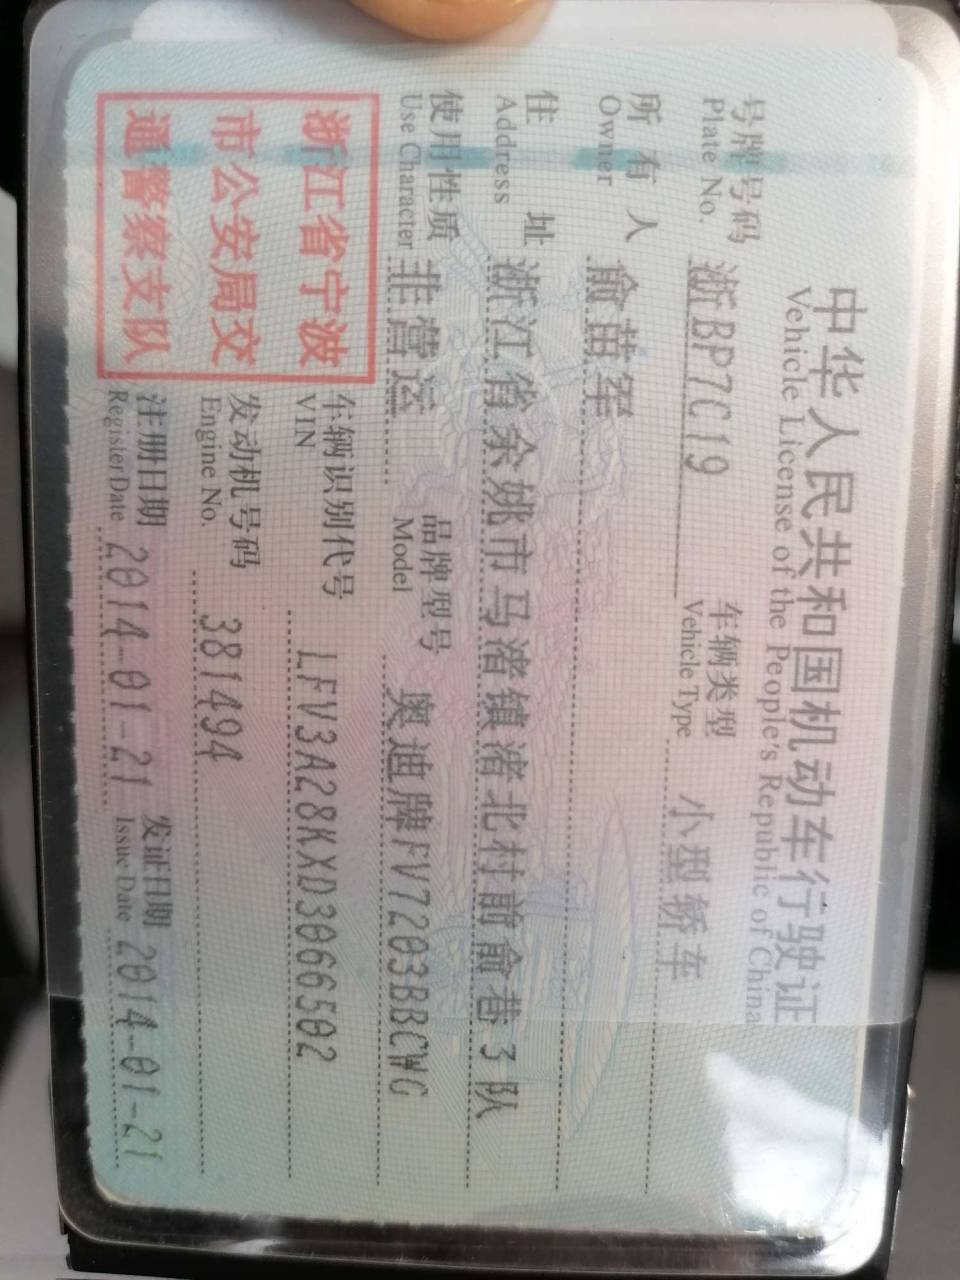 中华人民共和国机动车行驶证
Vehicle License of the People's Republic of China
号牌号码 浙BP7C19 车辆类型 小型轿车
Plate No. Vehicle Type
所有人 俞苗军
Owner
住址 浙江省余姚市马渚镇渚北村前俞巷3队
Address
使用性质 非营运 品牌型号 奥迪牌FV7203BBCWG
Use Character Model
浙江省宁波
市公安局交
通警察支队
车辆识别代号 LFV3A28KXD3066502
VIN
发动机号码 381494
Engine No.
注册日期 2014-01-21 发证日期 2014-01-21
Register Date Issue Date